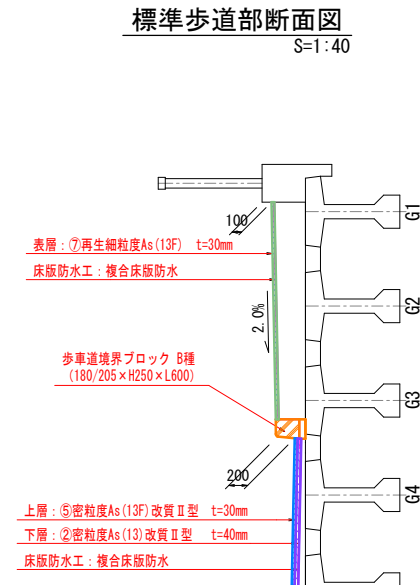 標準歩道部断面図
S=1:40
100
G1
表層：⑦再生細粒度As(13F) t=30mm
床版防水工：複合床版防水
G2
2.0%
歩車道境界ブロック B種
(180/205×H250×L600)
G3
200
G4
上層：⑤密粒度As(13F)改質Ⅱ型 t=30mm
下層：②密粒度As(13)改質Ⅱ型 t=40mm
床版防水工：複合床版防水